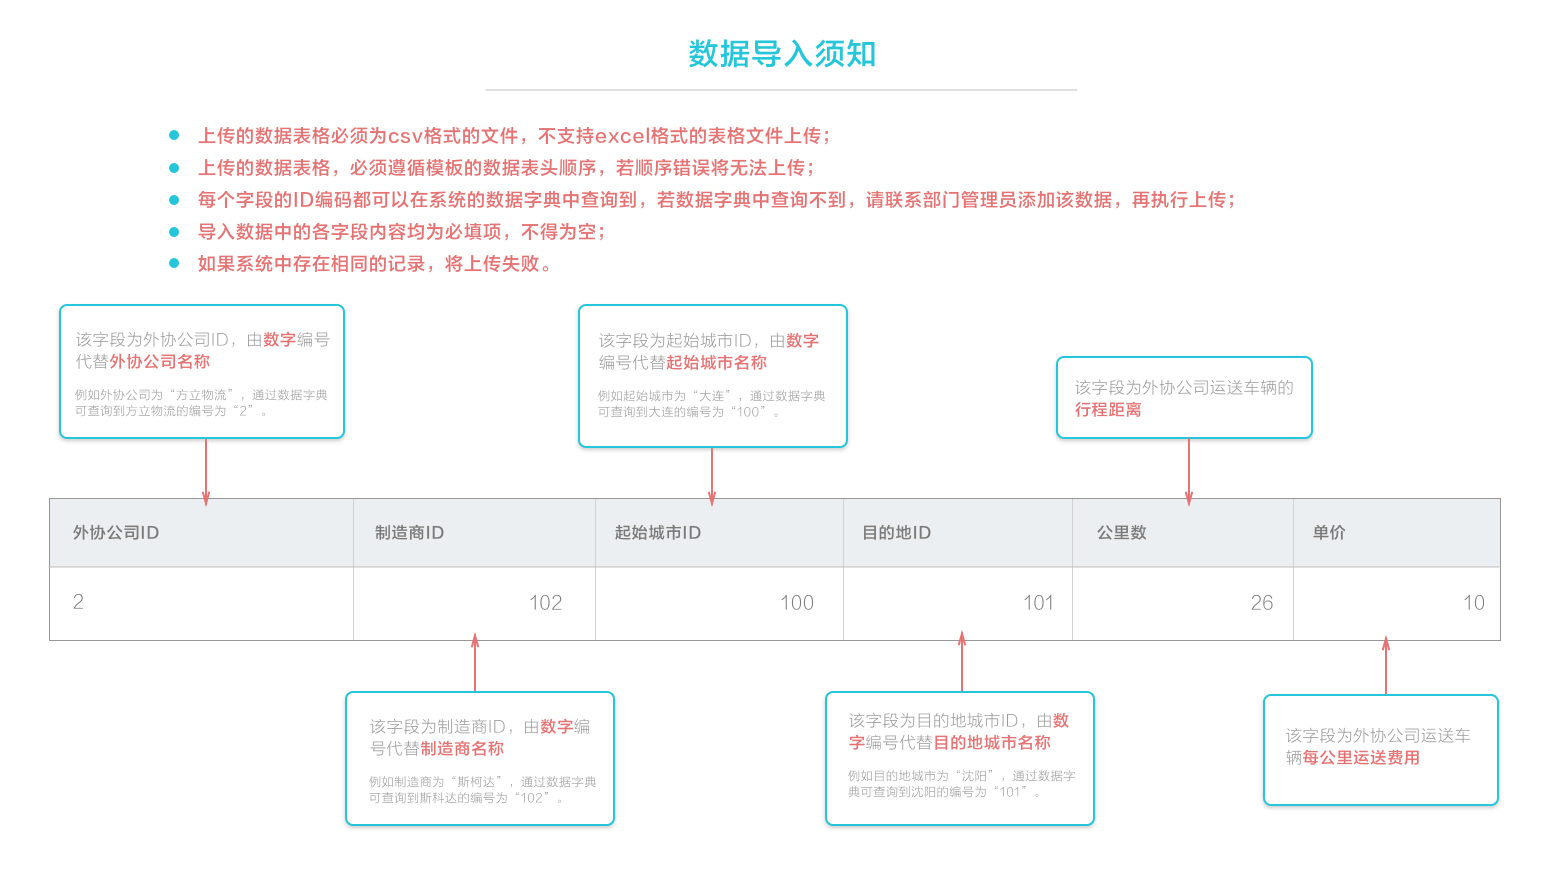 数据导入须知
上传的数据表格必须为csv格式的文件，不支持excel格式的表格文件上传；
上传的数据表格，必须遵循模板的数据表头顺序，若顺序错误将无法上传；
每个字段的ID编码都可以在系统的数据字典中查询到，若数据字典中查询不到，请联系部门管理员添加该数据，再执行上传；
导入数据中的各字段内容均为必填项，不得为空；
如果系统中存在相同的记录，将上传失败。
该字段为外协公司ID，由数字编号
代替外协公司名称
例如外协公司为“方立物流”，通过数据字典
可查询到方立物流的编号为“2”。
该字段为起始城市ID，由数字
编号代替起始城市名称
例如起始城市为“大连”，通过数据字典
可查询到大连的编号为“100”。
该字段为外协公司运送车辆的
行程距离
外协公司ID 制造商ID 起始城市ID 目的地ID 公里数 单价
2 102 100 101 26 10
该字段为制造商ID，由数字编
号代替制造商名称
例如制造商为“斯柯达”，通过数据字典
可查询到斯科达的编号为“102”。
该字段为目的地城市ID，由数
字编号代替目的地城市名称
例如目的地城市为“沈阳”，通过数据字
典可查询到沈阳的编号为“101”。
该字段为外协公司运送车
辆每公里运送费用